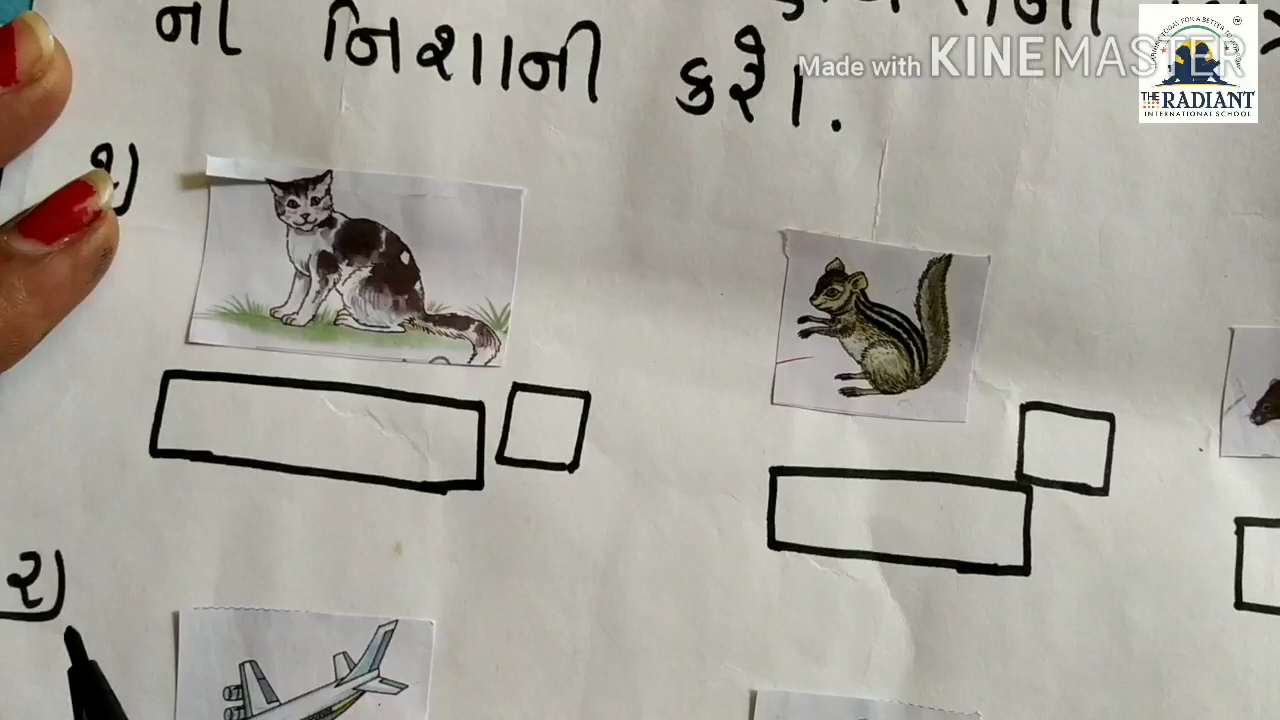 ની નિશાની કરો.
Made with KINEMASTER
THE RADIANT
INTERNATIONAL SCHOOL
૧)
૨)